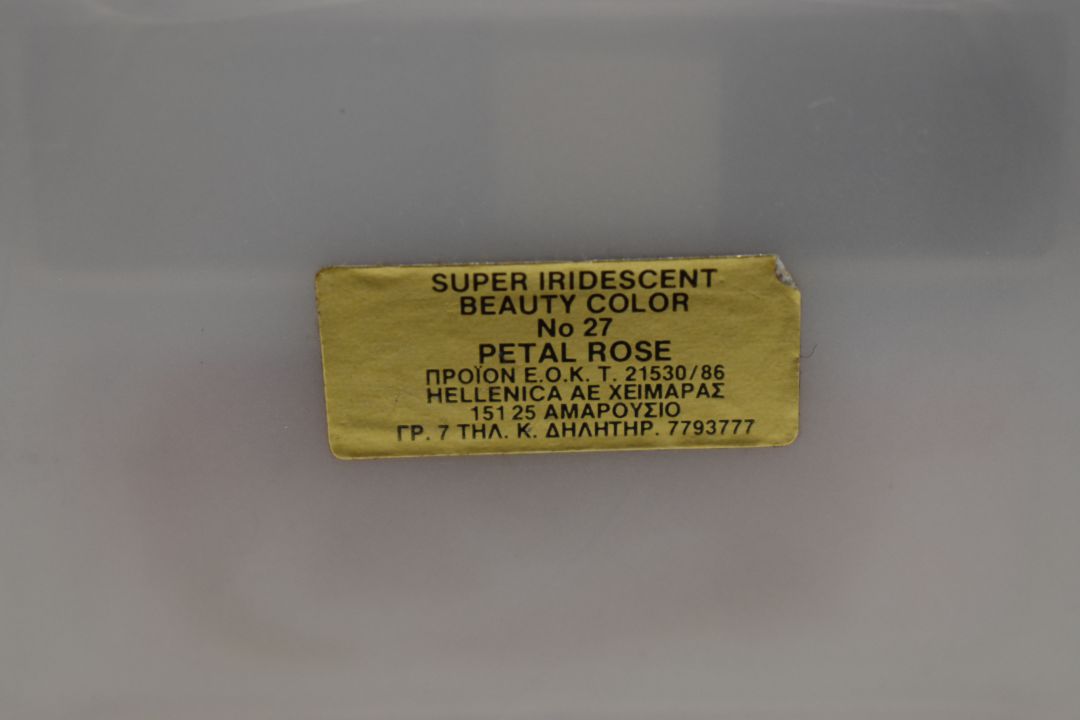 SUPER IRIDESCENT
BEAUTY COLOR
No 27
PETAL ROSE
ΠΡΟΪΟΝ Ε.Ο.Κ. Τ. 21530/86
HELLENICA AE ΧΕΙΜΑΡΑΣ
151 25 ΑΜΑΡΟΥΣΙΟ
ΓΡ. 7 ΤΗΛ. Κ. ΔΗΛΗΤΗΡ. 7793777